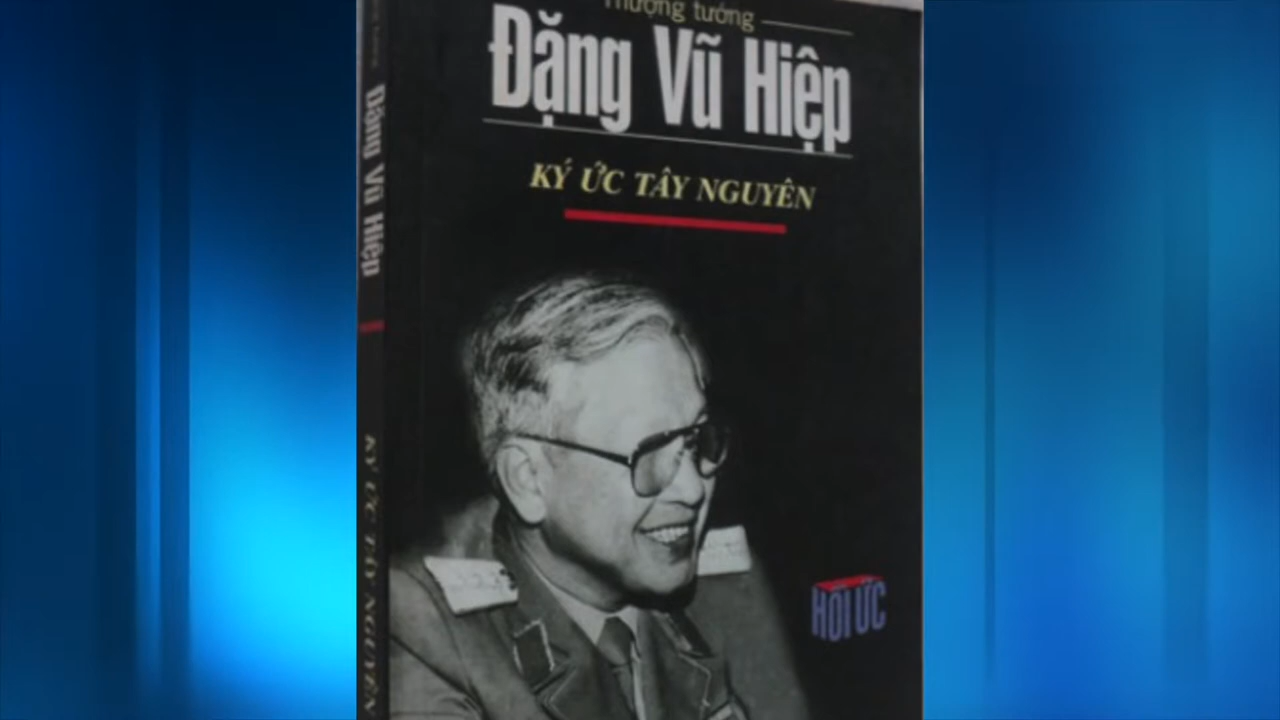 Thượng tướng
Đặng Vũ Hiệp
KÝ ỨC TÂY NGUYÊN
HỒI ỨC
Đặng Vũ Hiệp
KÝ ỨC TÂY NGUYÊN